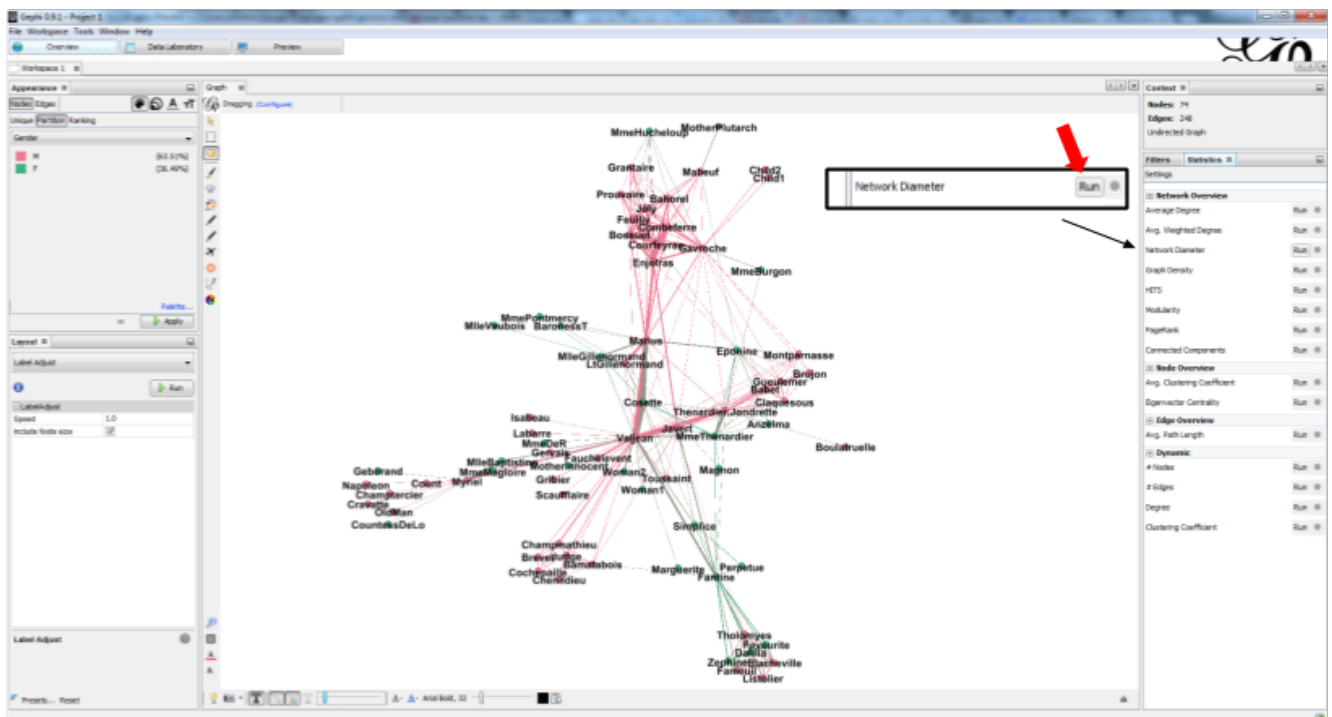 Gephi 0.9.1 - Project 1
File Workspace Tools Window Help
Overview Data Laboratory Preview
Workspace 1
Appearance
Nodes Edges
Unique Partition Ranking
Gender
M (63.51%)
F (36.49%)
Palette...
Apply
Layout
Label Adjust
Run
LabelAdjust
Speed 1.0
Include Node size
Label Adjust
Presets... Reset
Graph
Dragging (Configure)
MmeHucheloup
MotherPlutarch
Grantaire
Mabeuf
Child2
Child1
Prouvaire
Bahorel
Joly
Feuilly
Combeferre
Bossuet
Courfeyrac
Gavroche
Enjolras
MmeBurgon
MmePontmercy
MlleVaubois
BaronessT
Marius
MlleGillenormand
LtGillenormand
Eponine
Montparnasse
Brujon
Gueulemer
Babet
Claquesous
Cosette
Thenardier
Jondrette
Anzelma
Isabeau
Labarre
MmeDeR
Gervais
Valjean
Javert
MmeThenardier
Boulatruelle
Fauchelevent
MlleBaptistine
MotherInnocent
Woman2
Magnon
Geborand
MmeMagloire
Toussaint
Napoleon
Count
Myriel
Gribier
Woman1
Champtercier
Scaufflaire
Cravatte
OldMan
CountessDeLo
Simplice
Champmathieu
Brevet
Judge
Bamatabois
Cochepaille
Chenildieu
Marguerite
Perpetue
Fantine
Tholomyes
Favourite
Dahlia
Zephine
Blacheville
Fameuil
Listolier
Network Diameter Run
A- A- Arial Bold, 32
Context
Nodes: 74
Edges: 248
Undirected Graph
Filters Statistics
Settings
Network Overview
Average Degree Run
Avg. Weighted Degree Run
Network Diameter Run
Graph Density Run
HITS Run
Modularity Run
PageRank Run
Connected Components Run
Node Overview
Avg. Clustering Coefficient Run
Eigenvector Centrality Run
Edge Overview
Avg. Path Length Run
Dynamic
# Nodes Run
# Edges Run
Degree Run
Clustering Coefficient Run